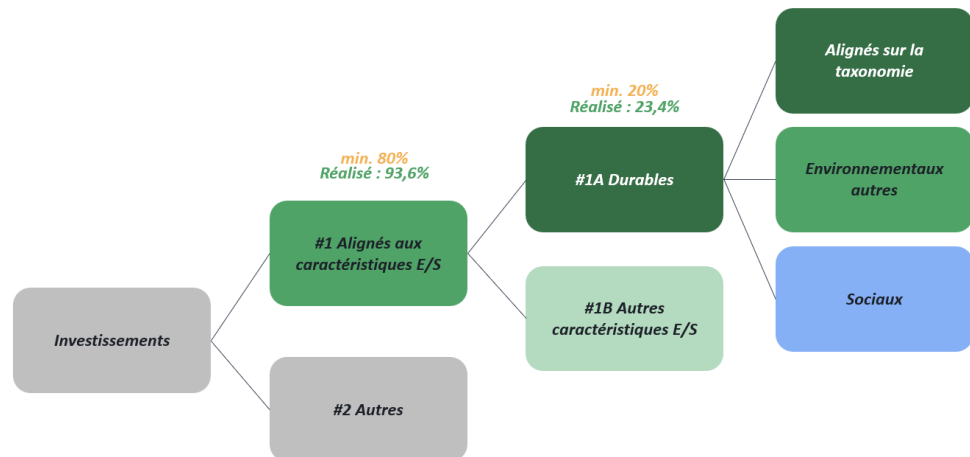 Alignés sur la
taxonomie
min. 20%
Réalisé : 23,4%
min. 80%
Réalisé : 93,6%
#1A Durables
Environnementaux
autres
#1 Alignés aux
caractéristiques E/S
Sociaux
#1B Autres
caractéristiques E/S
Investissements
#2 Autres